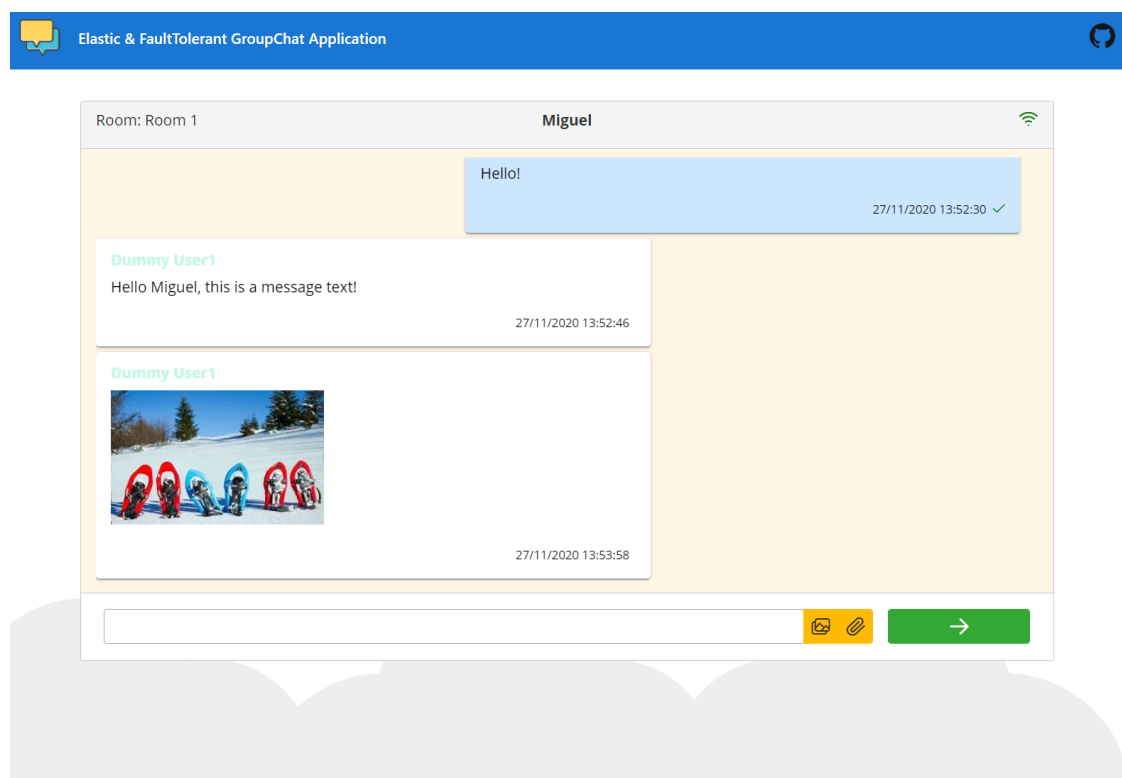 Elastic & FaultTolerant GroupChat Application
Room: Room 1
Miguel
Hello!
27/11/2020 13:52:30
Dummy User1
Hello Miguel, this is a message text!
27/11/2020 13:52:46
Dummy User1
27/11/2020 13:53:58